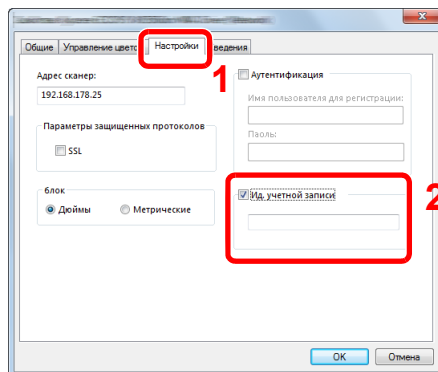 Общие
Управление цвето
Настройки
ведения
1
Адрес сканер:
192.168.178.25
Параметры защищенных протоколов
SSL
блок
Дюймы
Метрические
Аутентификация
Имя пользователя для регистрации:
Паоль:
Ид. учетной записи
2
OK
Отмена